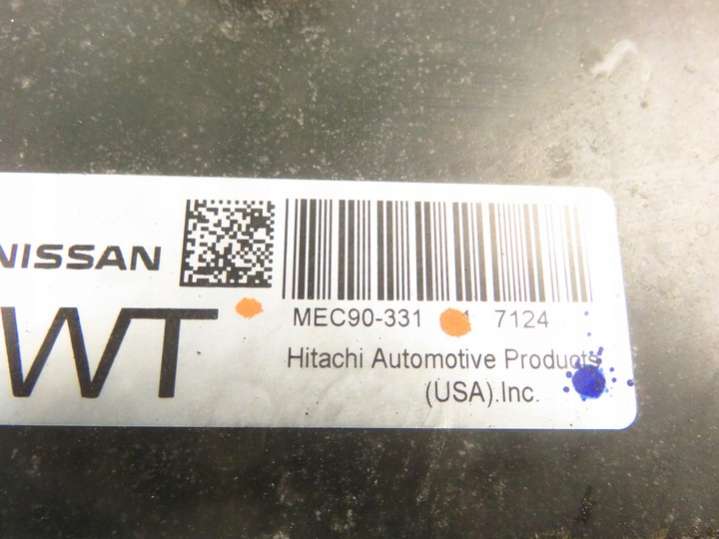 NISSAN
WT
MEC90-331 7124
Hitachi Automotive Products
(USA).Inc.